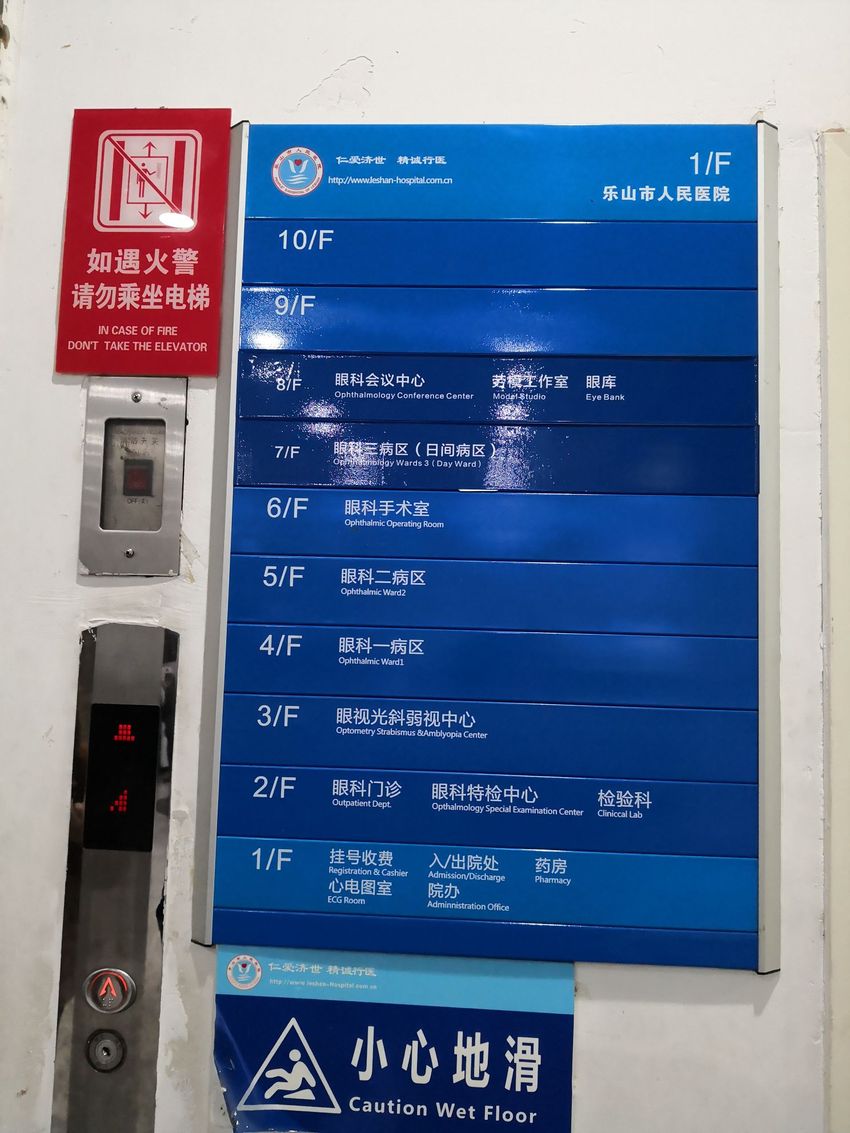 如遇火警
请勿乘坐电梯
IN CASE OF FIRE
DON'T TAKE THE ELEVATOR
仁爱济世 精诚行医
http://www.leshan-hospital.com.cn
1/F
乐山市人民医院
10/F
9/F
8/F 眼科会议中心 工作室 眼库
Ophthalmology Conference Center Model Studio Eye Bank
7/F 眼科三病区（日间病区）
Ophthalmology Wards 3 (Day Ward)
6/F 眼科手术室
Ophthalmic Operating Room
5/F 眼科二病区
Ophthalmic Ward2
4/F 眼科一病区
Ophthalmic Ward1
3/F 眼视光斜弱视中心
Optometry Strabismus &Amblyopia Center
2/F 眼科门诊 眼科特检中心 检验科
Outpatient Dept. Opthalmology Special Examination Center Cliniccal Lab
1/F 挂号收费 入/出院处 药房
Registration & Cashier Admission/Discharge Pharmacy
心电图室 院办
ECG Room Adminnistration Office
仁爱济世 精诚行医
http://www.leshan-Hospital.com.cn
小心地滑
Caution Wet Floor